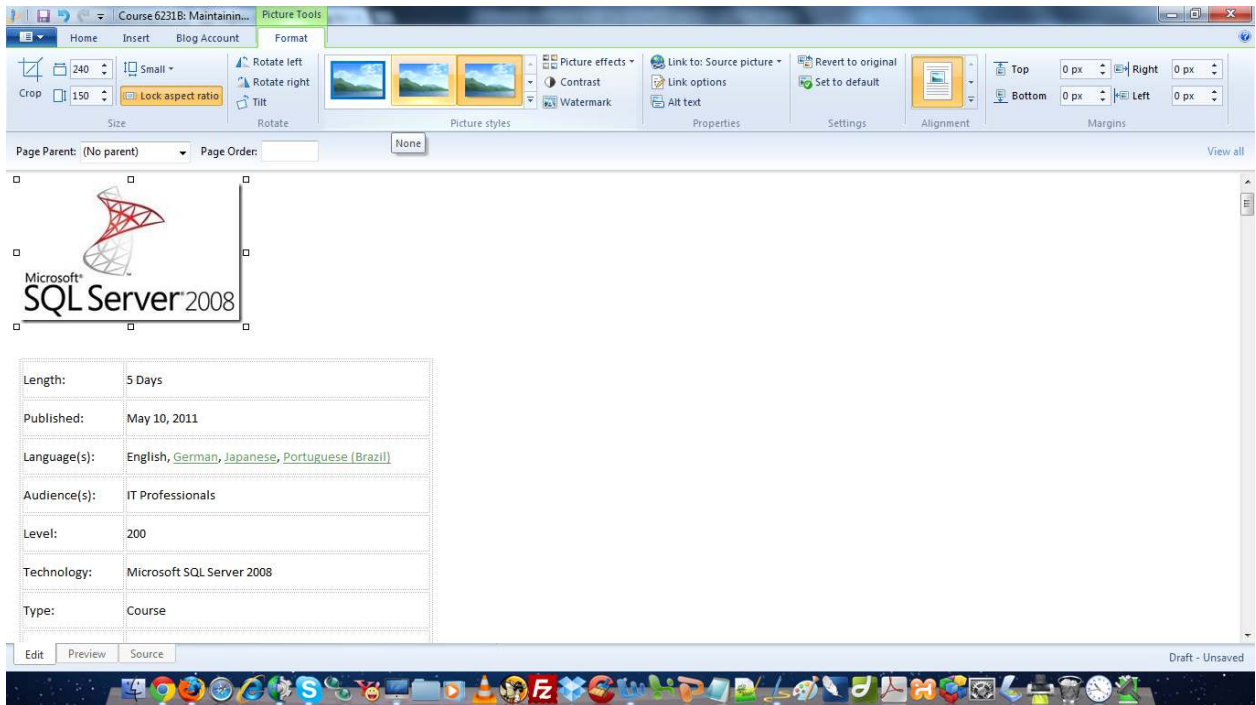 Course 6231B: Maintainin... Picture Tools
Home Insert Blog Account Format
Crop 240 Small
150 Lock aspect ratio
Size
Rotate left
Rotate right
Tilt
Rotate
Picture styles
Picture effects
Contrast
Watermark
Link to: Source picture
Link options
Alt text
Properties
Revert to original
Set to default
Settings
Alignment
Top 0 px Right 0 px
Bottom 0 px Left 0 px
Margins
Page Parent: (No parent) Page Order: View all
None
Microsoft®
SQL Server® 2008
Length: 5 Days
Published: May 10, 2011
Language(s): English, German, Japanese, Portuguese (Brazil)
Audience(s): IT Professionals
Level: 200
Technology: Microsoft SQL Server 2008
Type: Course
Edit Preview Source Draft - Unsaved